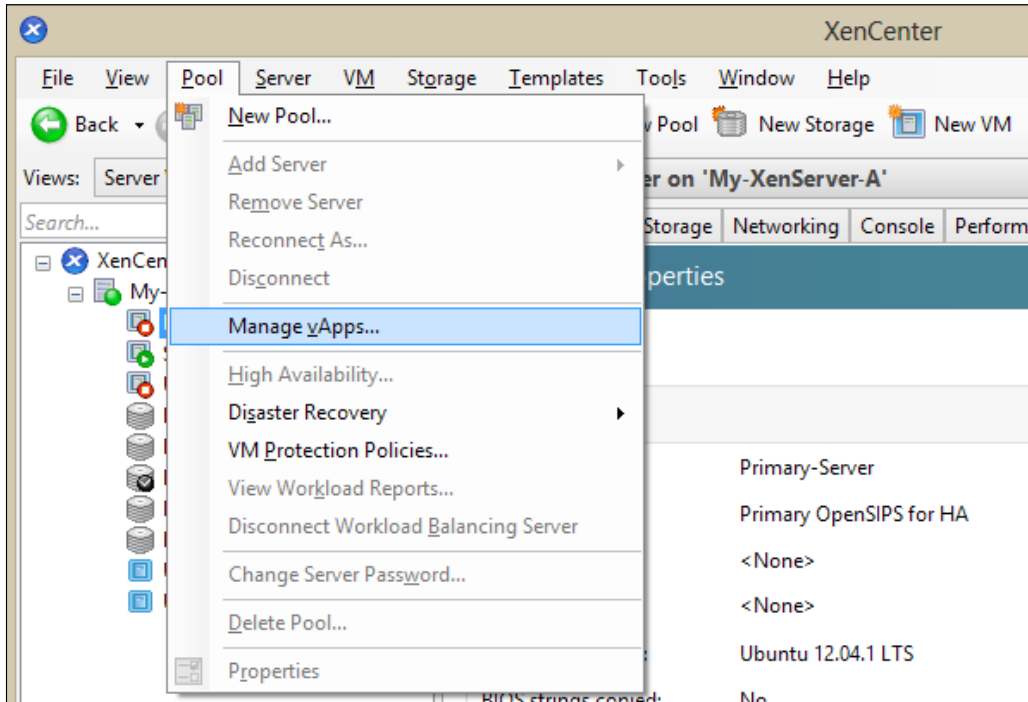 XenCenter
File View Pool Server VM Storage Templates Tools Window Help
Back Pool New Storage New VM
New Pool...
Views: Server
Add Server
er on 'My-XenServer-A'
Remove Server
Search...
Storage Networking Console Perform
Reconnect As...
XenCen
Disconnect
perties
My-
Manage vApps...
High Availability...
Disaster Recovery
VM Protection Policies...
Primary-Server
View Workload Reports...
Primary OpenSIPS for HA
Disconnect Workload Balancing Server
<None>
Change Server Password...
<None>
Delete Pool...
Ubuntu 12.04.1 LTS
Properties
BIOS strings copied: No